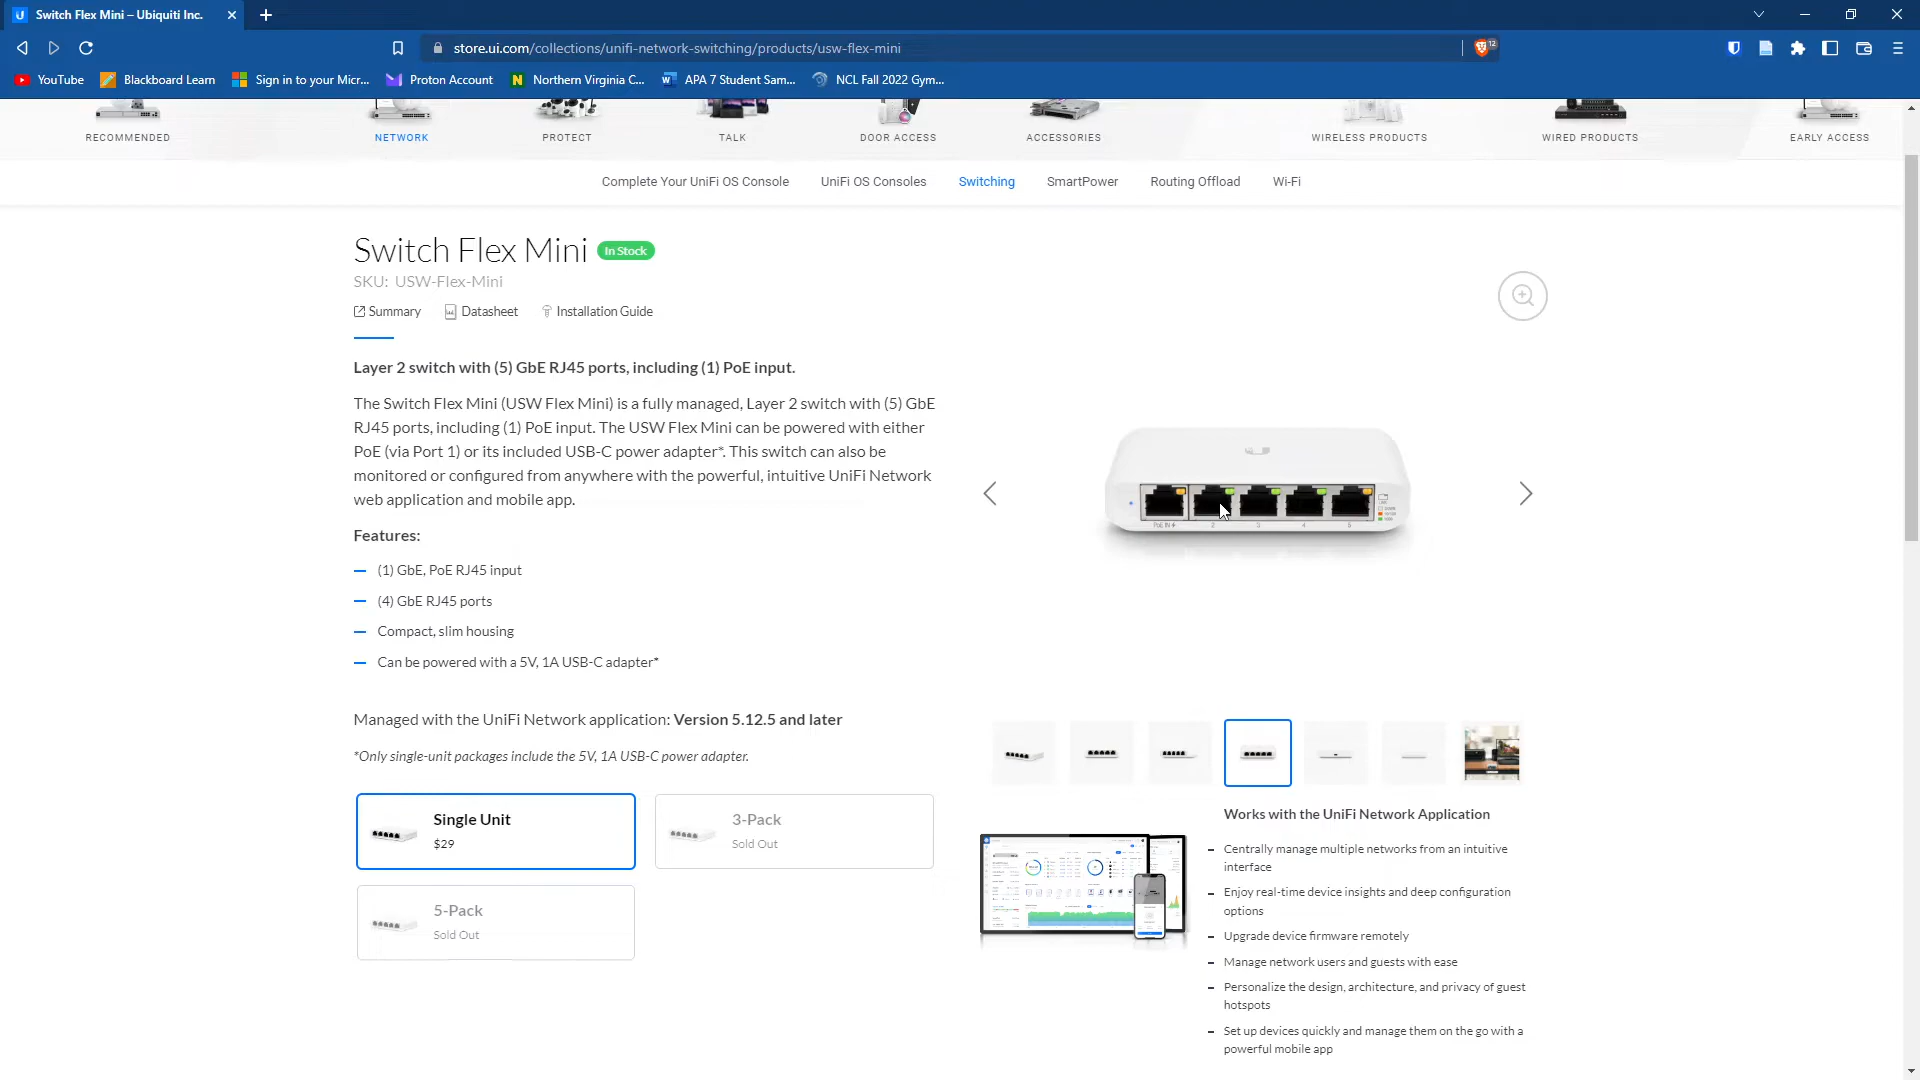 Switch Flex Mini – Ubiquiti Inc.
store.ui.com/collections/unifi-network-switching/products/usw-flex-mini
12
YouTube
Blackboard Learn
Sign in to your Micr...
Proton Account
Northern Virginia C...
APA 7 Student Sam...
NCL Fall 2022 Gym...
RECOMMENDED
NETWORK
PROTECT
TALK
DOOR ACCESS
ACCESSORIES
WIRELESS PRODUCTS
WIRED PRODUCTS
EARLY ACCESS
Complete Your UniFi OS Console
UniFi OS Consoles
Switching
SmartPower
Routing Offload
Wi-Fi
Switch Flex Mini In Stock
SKU: USW-Flex-Mini
Summary
Datasheet
Installation Guide
Layer 2 switch with (5) GbE RJ45 ports, including (1) PoE input.
The Switch Flex Mini (USW Flex Mini) is a fully managed, Layer 2 switch with (5) GbE
RJ45 ports, including (1) PoE input. The USW Flex Mini can be powered with either
PoE (via Port 1) or its included USB-C power adapter*. This switch can also be
monitored or configured from anywhere with the powerful, intuitive UniFi Network
web application and mobile app.
Features:
(1) GbE, PoE RJ45 input
(4) GbE RJ45 ports
Compact, slim housing
Can be powered with a 5V, 1A USB-C adapter*
Managed with the UniFi Network application: Version 5.12.5 and later
*Only single-unit packages include the 5V, 1A USB-C power adapter.
Single Unit
$29
3-Pack
Sold Out
5-Pack
Sold Out
PoE IN 2 3 4 5
Works with the UniFi Network Application
Centrally manage multiple networks from an intuitive
interface
Enjoy real-time device insights and deep configuration
options
Upgrade device firmware remotely
Manage network users and guests with ease
Personalize the design, architecture, and privacy of guest
hotspots
Set up devices quickly and manage them on the go with a
powerful mobile app